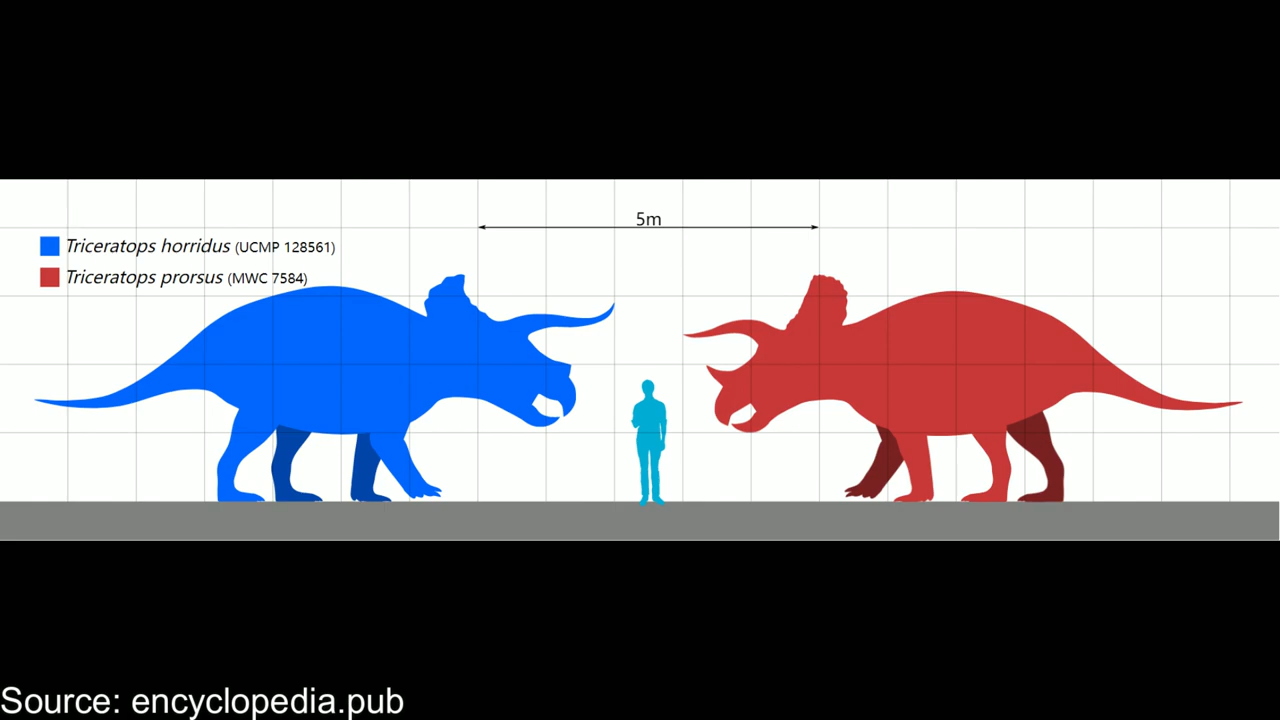 5m
Triceratops horridus (UCMP 128561)
Triceratops prorsus (MWC 7584)
Source: encyclopedia.pub